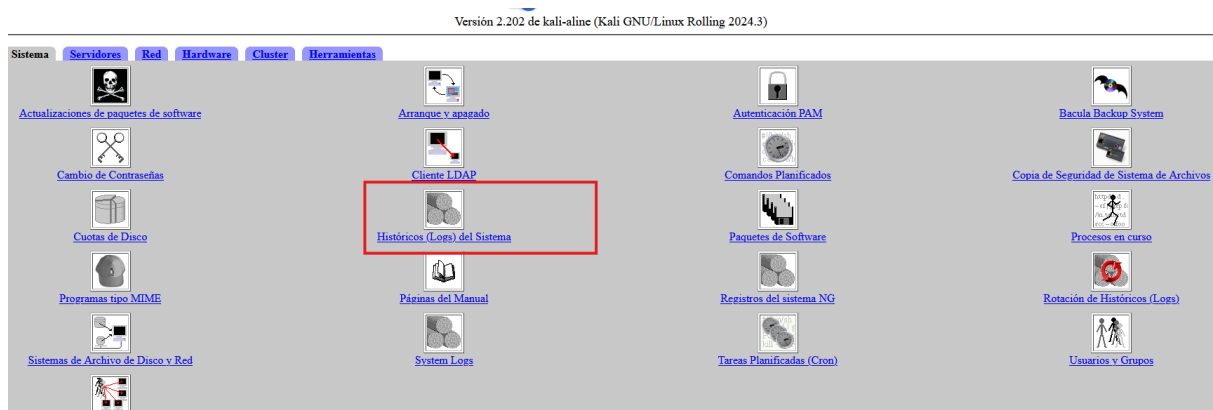 Versión 2.202 de kali-aline (Kali GNU/Linux Rolling 2024.3)
Sistema Servidores Red Hardware Cluster Herramientas
Actualizaciones de paquetes de software Arranque y apagado Autenticación PAM Bacula Backup System
Cambio de Contraseñas Cliente LDAP Comandos Planificados Copia de Seguridad de Sistema de Archivos
Cuotas de Disco Históricos (Logs) del Sistema Paquetes de Software Procesos en curso
Programas tipo MIME Páginas del Manual Registros del sistema NG Rotación de Históricos (Logs)
Sistemas de Archivo de Disco y Red System Logs Tareas Planificadas (Cron) Usuarios y Grupos